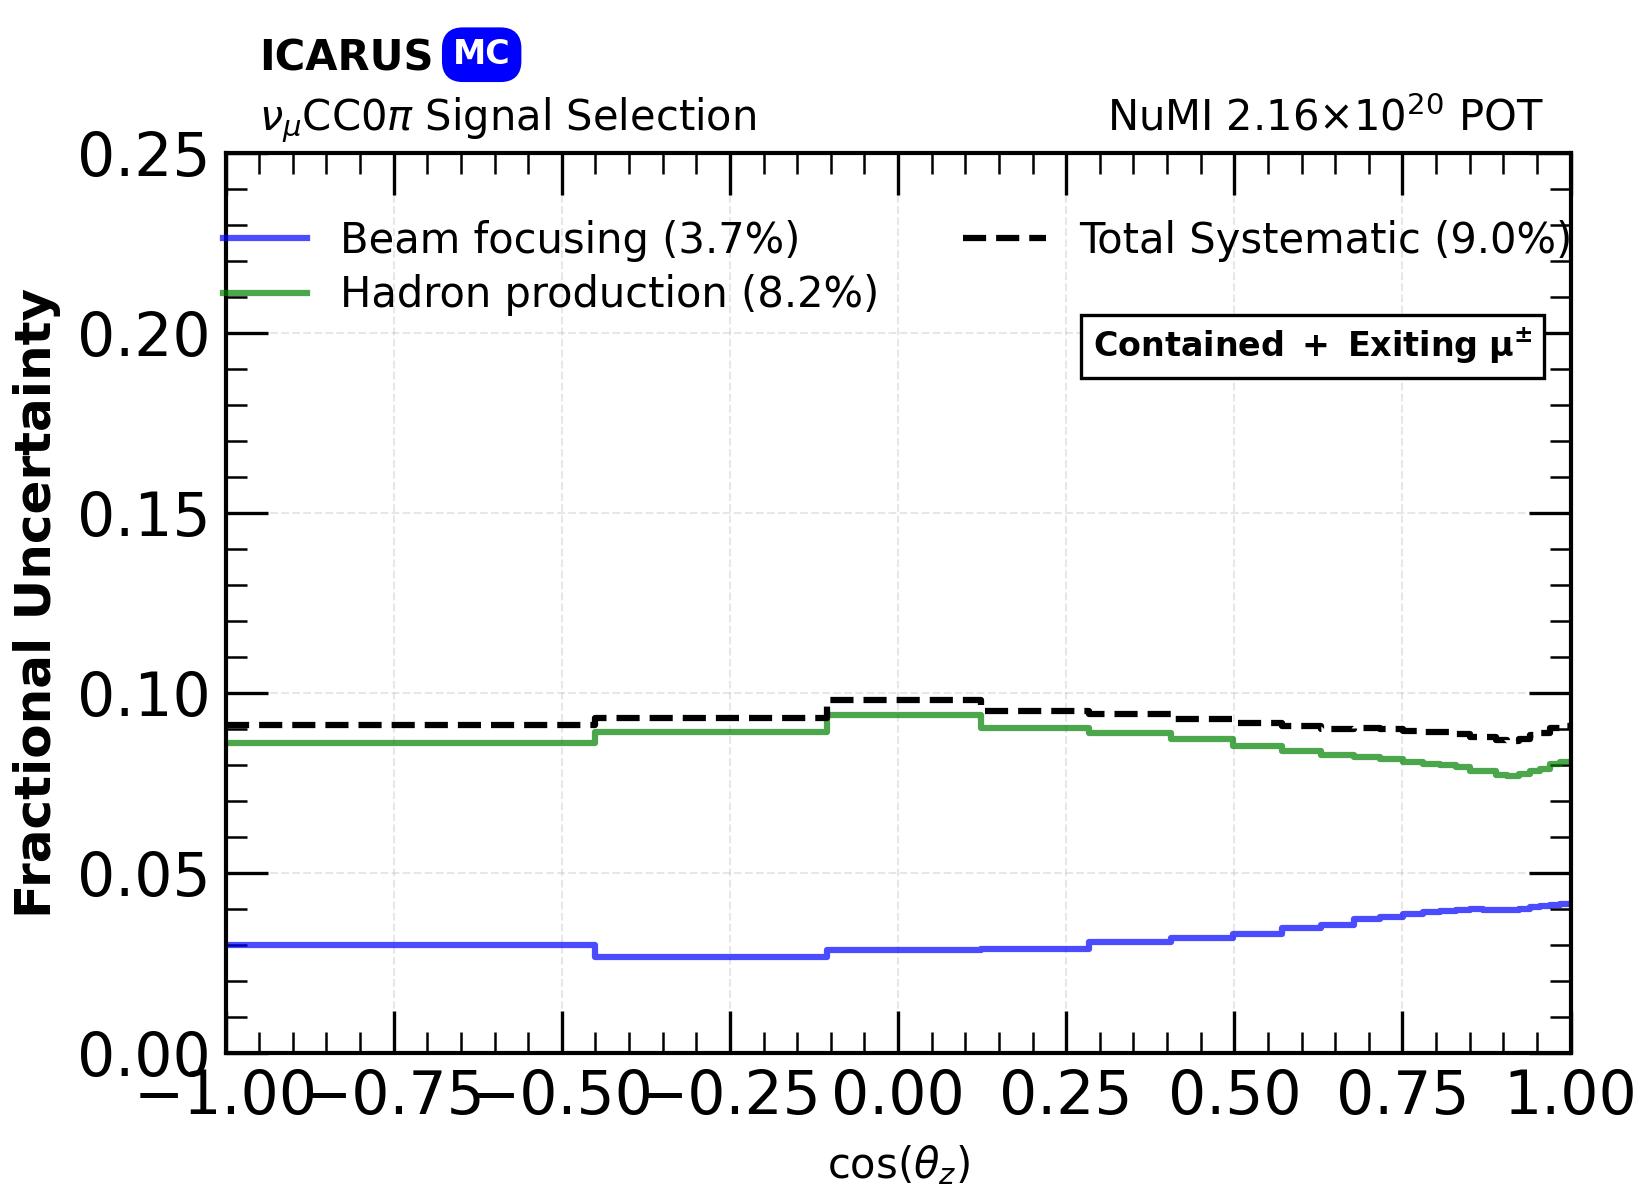 ICARUS MC
νμCC0π Signal Selection NuMI 2.16×10²⁰ POT
0.25
Beam focusing (3.7%) Total Systematic (9.0%)
Hadron production (8.2%)
Contained + Exiting μ±
0.20
0.15
0.10
0.05
0.00
Fractional Uncertainty
−1.00 −0.75 −0.50 −0.25 0.00 0.25 0.50 0.75 1.00
cos(θz)